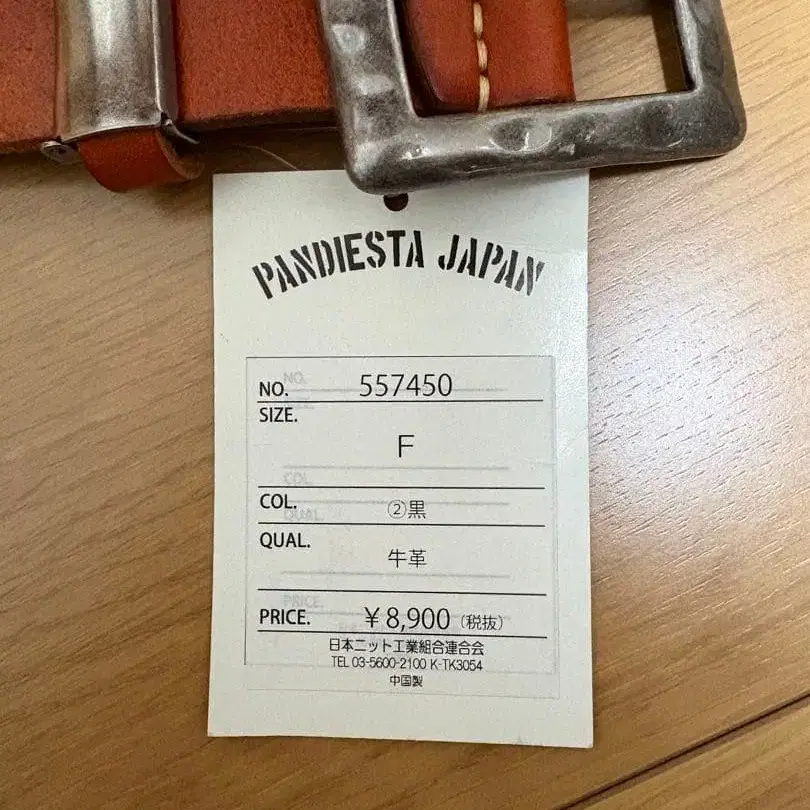 PANDIESTA JAPAN
NO. 557450
SIZE.
F
COL. ②黒
QUAL.
牛革
PRICE. ¥8,900（税抜）
日本ニット工業組合連合会
TEL 03-5600-2100 K-TK3054
中国製